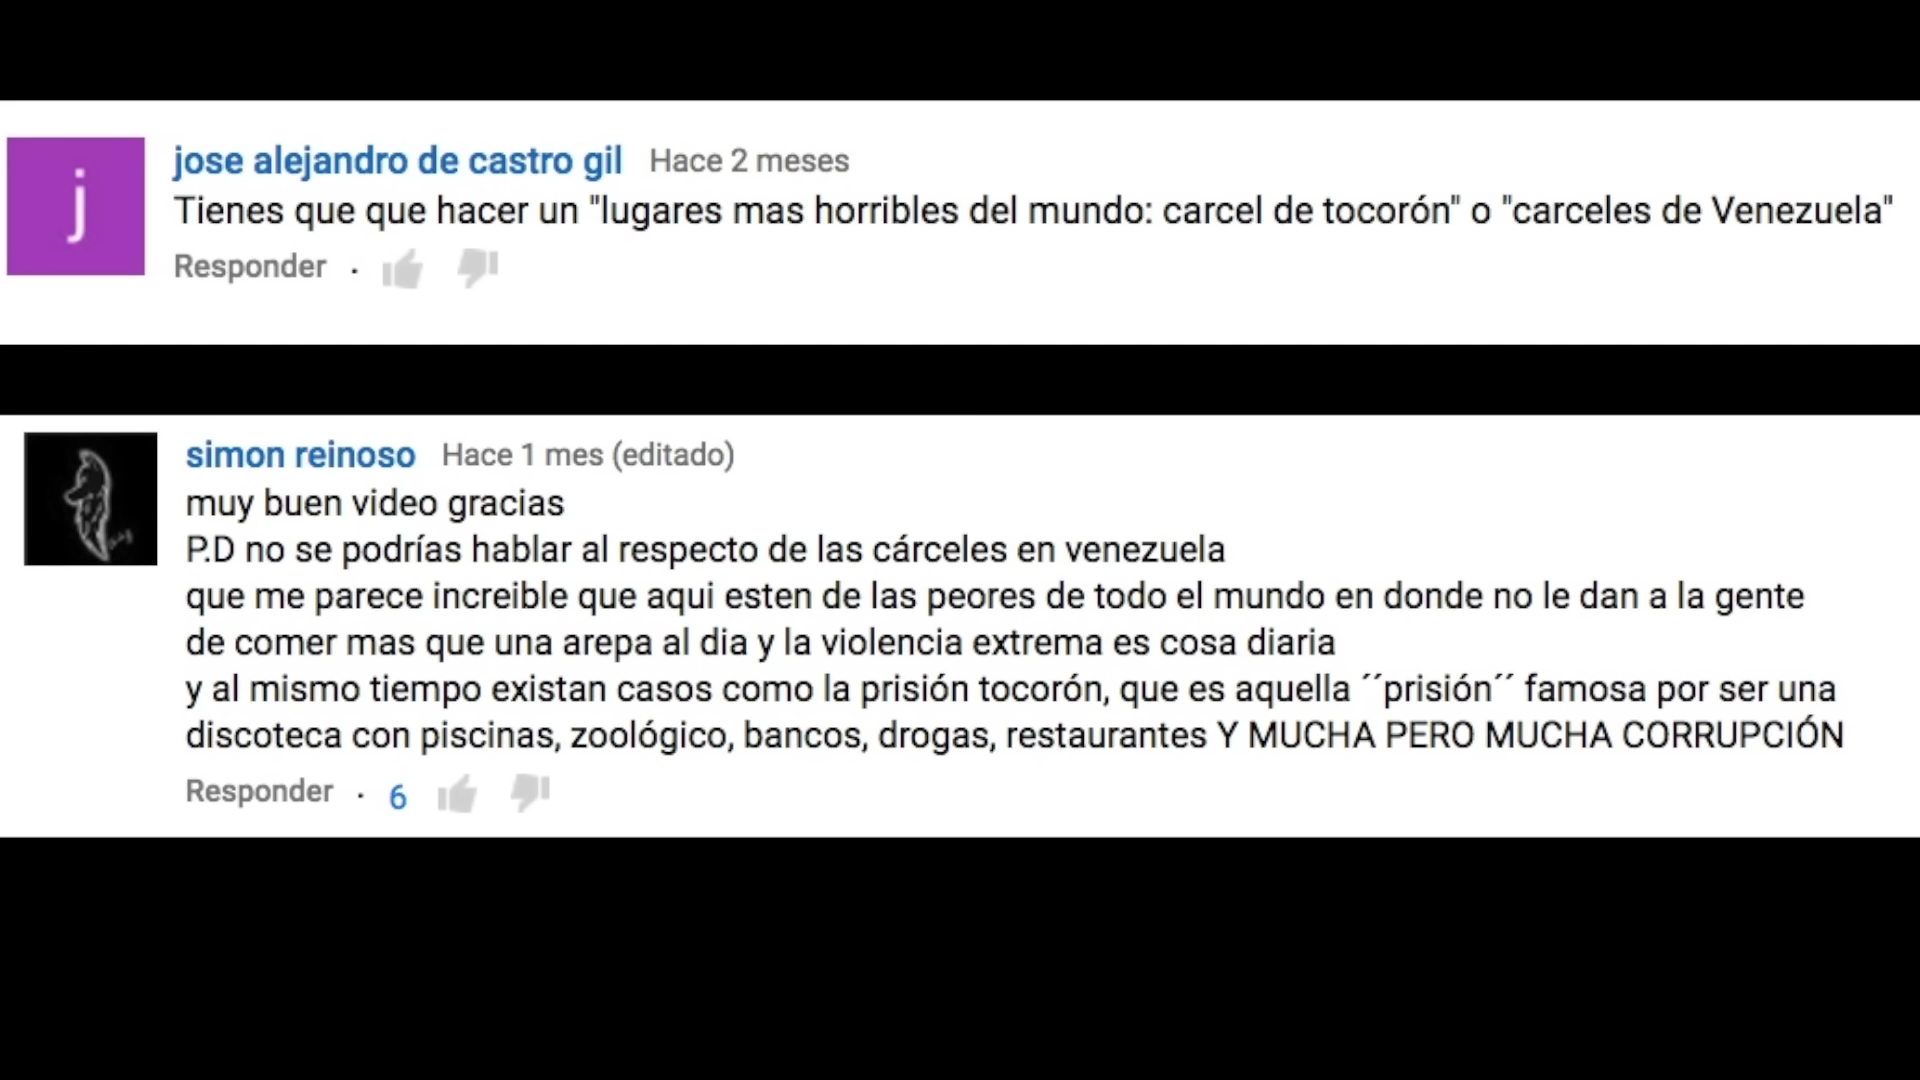 j
jose alejandro de castro gil Hace 2 meses
Tienes que que hacer un "lugares mas horribles del mundo: carcel de tocorón" o "carceles de Venezuela"
Responder ·
simon reinoso Hace 1 mes (editado)
muy buen video gracias
P.D no se podrías hablar al respecto de las cárceles en venezuela
que me parece increible que aqui esten de las peores de todo el mundo en donde no le dan a la gente
de comer mas que una arepa al dia y la violencia extrema es cosa diaria
y al mismo tiempo existan casos como la prisión tocorón, que es aquella ´´prisión´´ famosa por ser una
discoteca con piscinas, zoológico, bancos, drogas, restaurantes Y MUCHA PERO MUCHA CORRUPCIÓN
Responder · 6